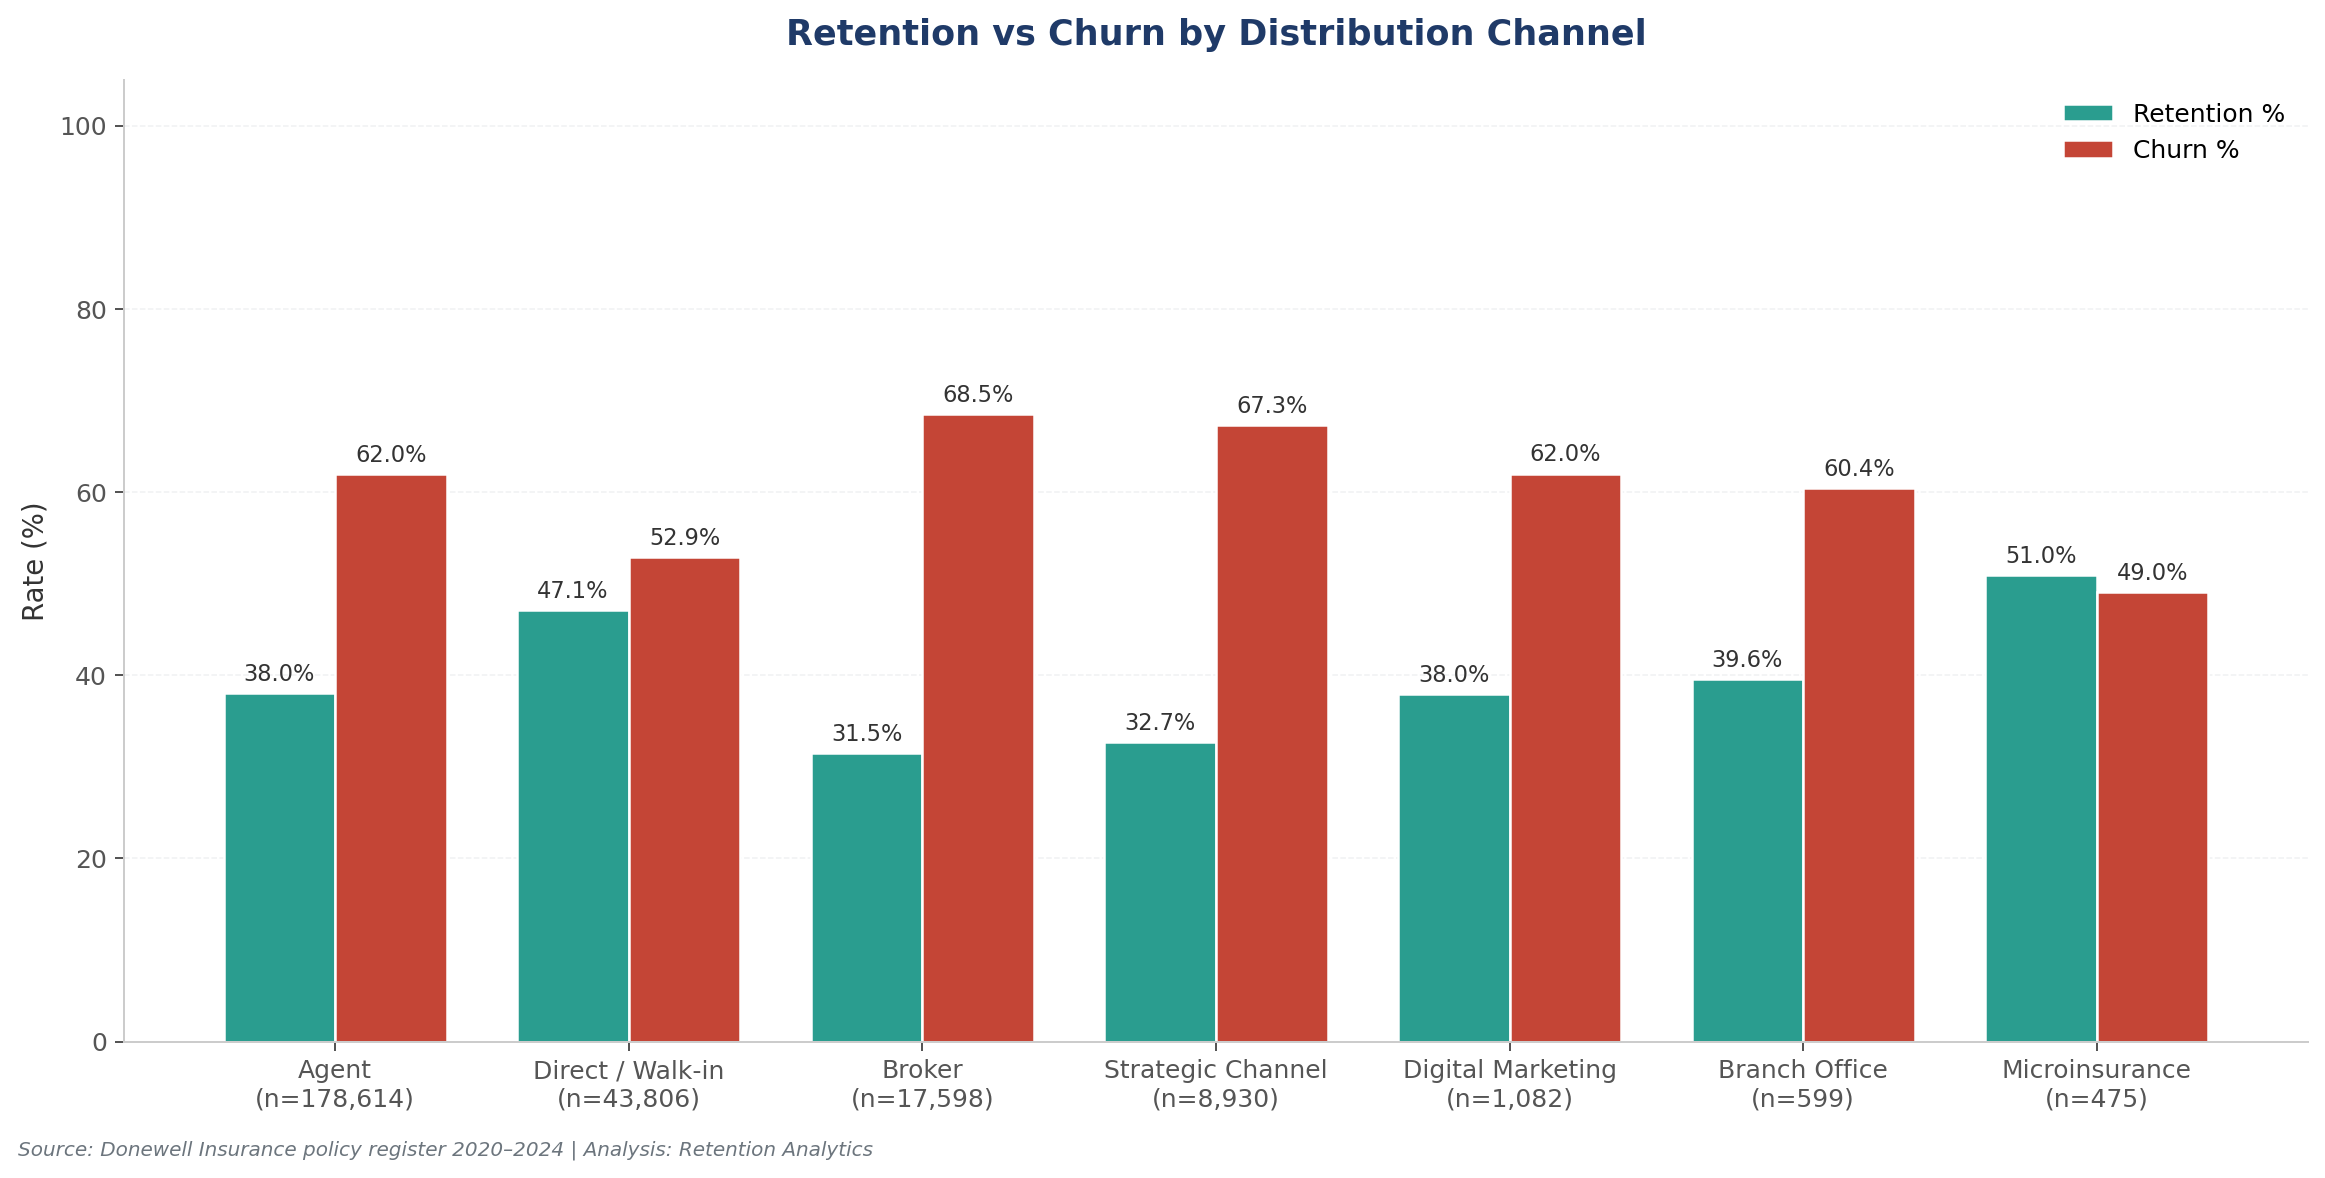 Retention vs Churn by Distribution Channel
Retention %
Churn %
Rate (%)
100
80
60
40
20
0
38.0%
62.0%
47.1%
52.9%
31.5%
68.5%
32.7%
67.3%
38.0%
62.0%
39.6%
60.4%
51.0%
49.0%
Agent
(n=178,614)
Direct / Walk-in
(n=43,806)
Broker
(n=17,598)
Strategic Channel
(n=8,930)
Digital Marketing
(n=1,082)
Branch Office
(n=599)
Microinsurance
(n=475)
Source: Donewell Insurance policy register 2020–2024 | Analysis: Retention Analytics